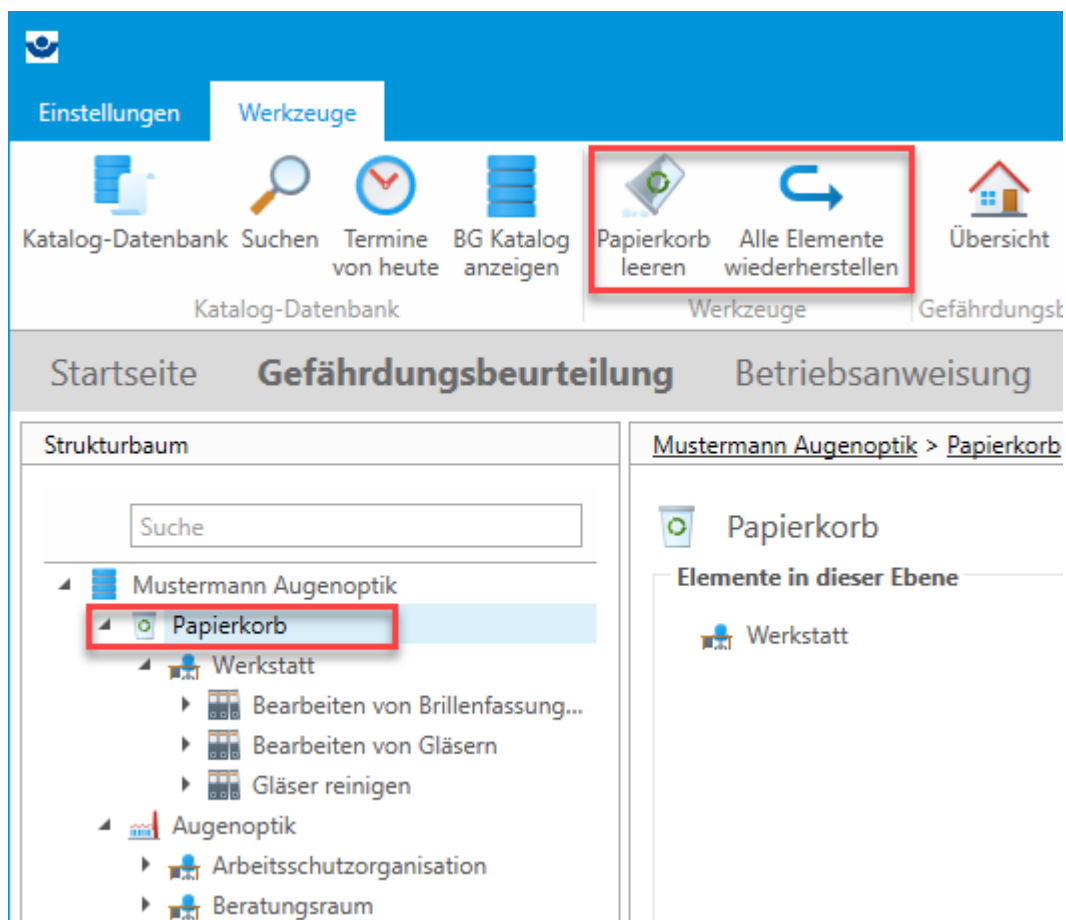 Einstellungen Werkzeuge
Katalog-Datenbank Suchen Termine von heute BG Katalog anzeigen Papierkorb leeren Alle Elemente wiederherstellen Übersicht
Katalog-Datenbank Werkzeuge Gefährdungsb
Startseite Gefährdungsbeurteilung Betriebsanweisung
Strukturbaum
Mustermann Augenoptik > Papierkorb
Suche
Papierkorb
Elemente in dieser Ebene
Werkstatt
Mustermann Augenoptik
Papierkorb
Werkstatt
Bearbeiten von Brillenfassung...
Bearbeiten von Gläsern
Gläser reinigen
Augenoptik
Arbeitsschutzorganisation
Beratungsraum